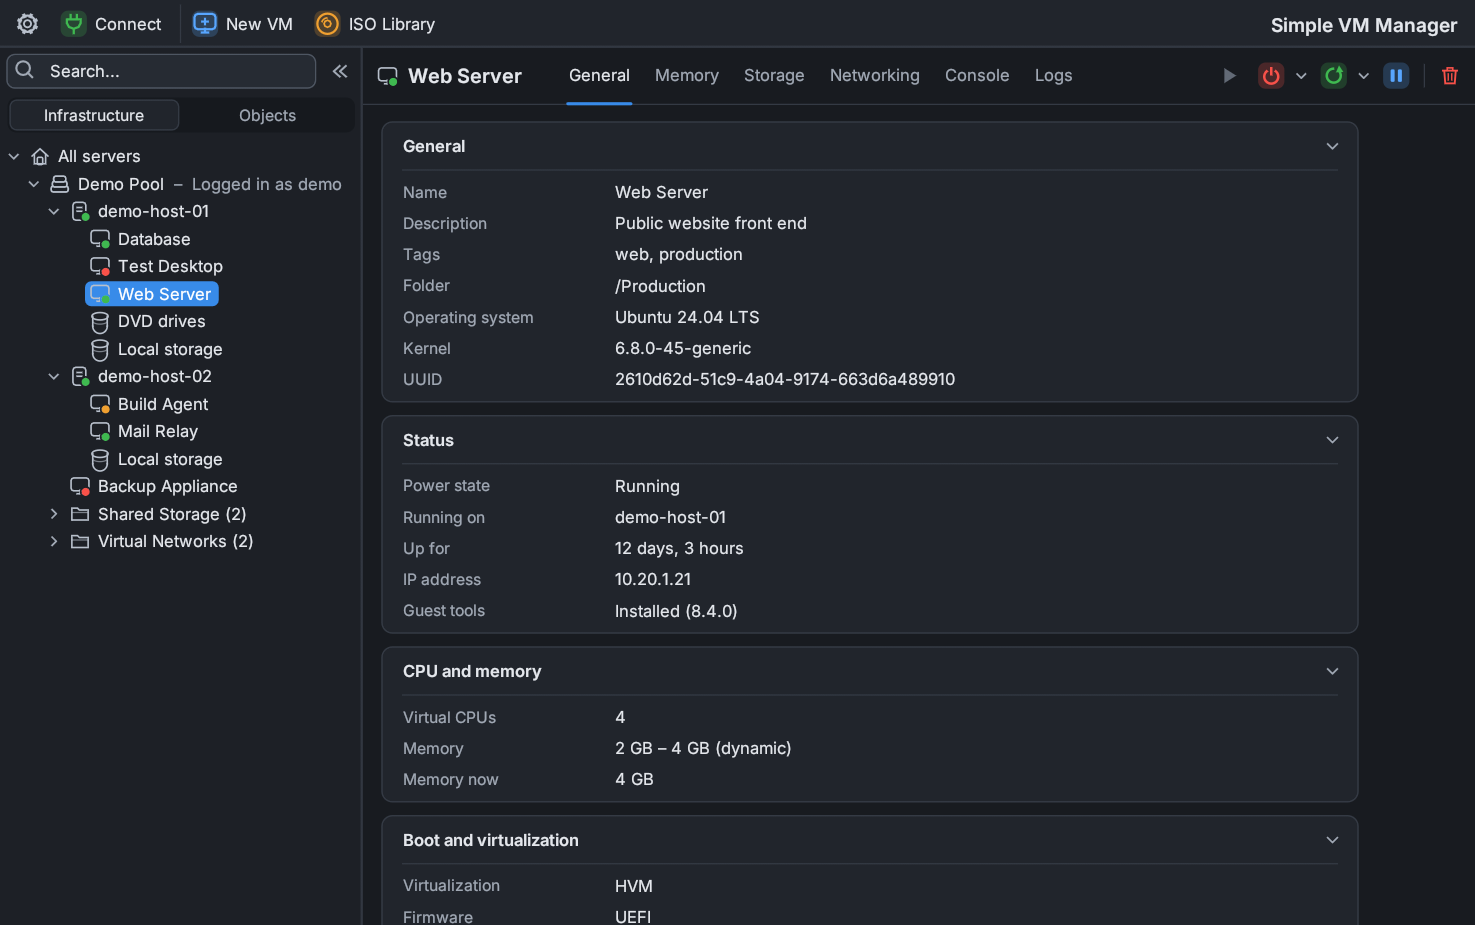 Connect
New VM
ISO Library
Simple VM Manager
Search...
Infrastructure
Objects
All servers
Demo Pool – Logged in as demo
demo-host-01
Database
Test Desktop
Web Server
DVD drives
Local storage
demo-host-02
Build Agent
Mail Relay
Local storage
Backup Appliance
Shared Storage (2)
Virtual Networks (2)
Web Server
General
Memory
Storage
Networking
Console
Logs
General
Name Web Server
Description Public website front end
Tags web, production
Folder /Production
Operating system Ubuntu 24.04 LTS
Kernel 6.8.0-45-generic
UUID 2610d62d-51c9-4a04-9174-663d6a489910
Status
Power state Running
Running on demo-host-01
Up for 12 days, 3 hours
IP address 10.20.1.21
Guest tools Installed (8.4.0)
CPU and memory
Virtual CPUs 4
Memory 2 GB – 4 GB (dynamic)
Memory now 4 GB
Boot and virtualization
Virtualization HVM
Firmware UEFI